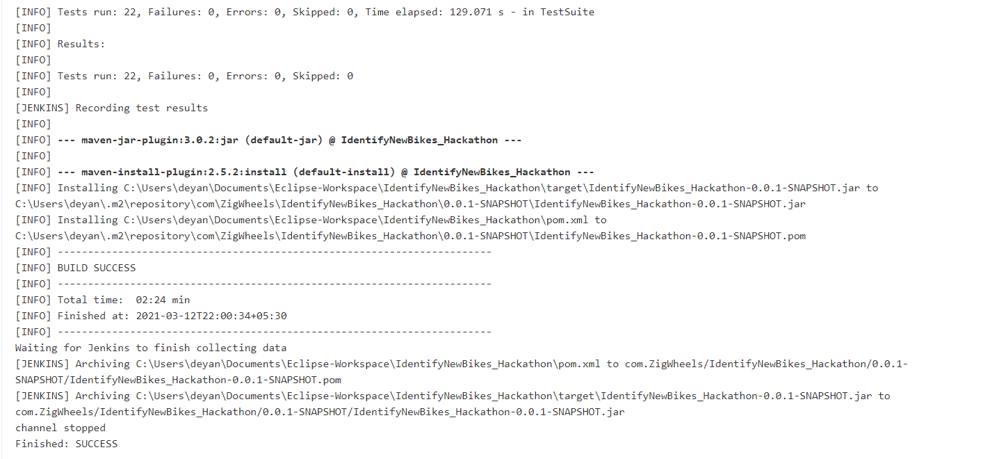 [INFO] Tests run: 22, Failures: 0, Errors: 0, Skipped: 0, Time elapsed: 129.071 s - in TestSuite
[INFO]
[INFO] Results:
[INFO]
[INFO] Tests run: 22, Failures: 0, Errors: 0, Skipped: 0
[INFO]
[JENKINS] Recording test results
[INFO]
[INFO] --- maven-jar-plugin:3.0.2:jar (default-jar) @ IdentifyNewBikes_Hackathon ---
[INFO]
[INFO] --- maven-install-plugin:2.5.2:install (default-install) @ IdentifyNewBikes_Hackathon ---
[INFO] Installing C:\Users\deyan\Documents\Eclipse-Workspace\IdentifyNewBikes_Hackathon\target\IdentifyNewBikes_Hackathon-0.0.1-SNAPSHOT.jar to
C:\Users\deyan\.m2\repository\com\ZigWheels\IdentifyNewBikes_Hackathon\0.0.1-SNAPSHOT\IdentifyNewBikes_Hackathon-0.0.1-SNAPSHOT.jar
[INFO] Installing C:\Users\deyan\Documents\Eclipse-Workspace\IdentifyNewBikes_Hackathon\pom.xml to
C:\Users\deyan\.m2\repository\com\ZigWheels\IdentifyNewBikes_Hackathon\0.0.1-SNAPSHOT\IdentifyNewBikes_Hackathon-0.0.1-SNAPSHOT.pom
[INFO] ------------------------------------------------------------------------
[INFO] BUILD SUCCESS
[INFO] ------------------------------------------------------------------------
[INFO] Total time:  02:24 min
[INFO] Finished at: 2021-03-12T22:00:34+05:30
[INFO] ------------------------------------------------------------------------
Waiting for Jenkins to finish collecting data
[JENKINS] Archiving C:\Users\deyan\Documents\Eclipse-Workspace\IdentifyNewBikes_Hackathon\pom.xml to com.ZigWheels/IdentifyNewBikes_Hackathon/0.0.1-
SNAPSHOT/IdentifyNewBikes_Hackathon-0.0.1-SNAPSHOT.pom
[JENKINS] Archiving C:\Users\deyan\Documents\Eclipse-Workspace\IdentifyNewBikes_Hackathon\target\IdentifyNewBikes_Hackathon-0.0.1-SNAPSHOT.jar to
com.ZigWheels/IdentifyNewBikes_Hackathon/0.0.1-SNAPSHOT/IdentifyNewBikes_Hackathon-0.0.1-SNAPSHOT.jar
channel stopped
Finished: SUCCESS